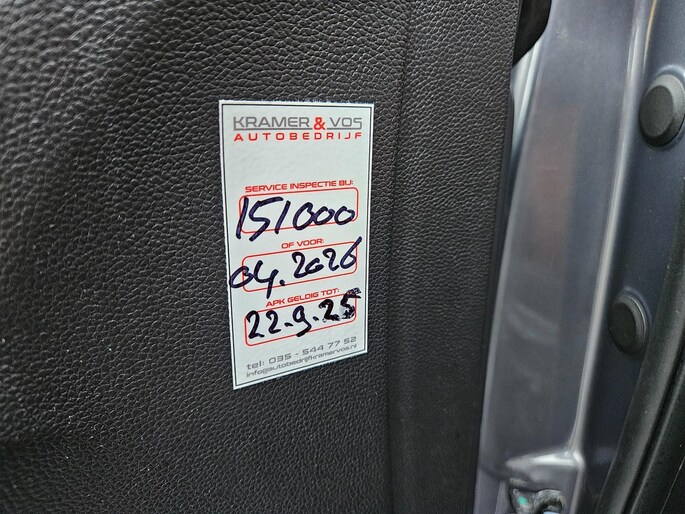 KRAMER & VOS
AUTOBEDRIJF
SERVICE INSPECTIE BIJ:
151000
OF VOOR:
04.2026
APK GELDIG TOT:
22.9.25
tel: 035 - 544 77 52
info@autobedrijfkramervos.nl